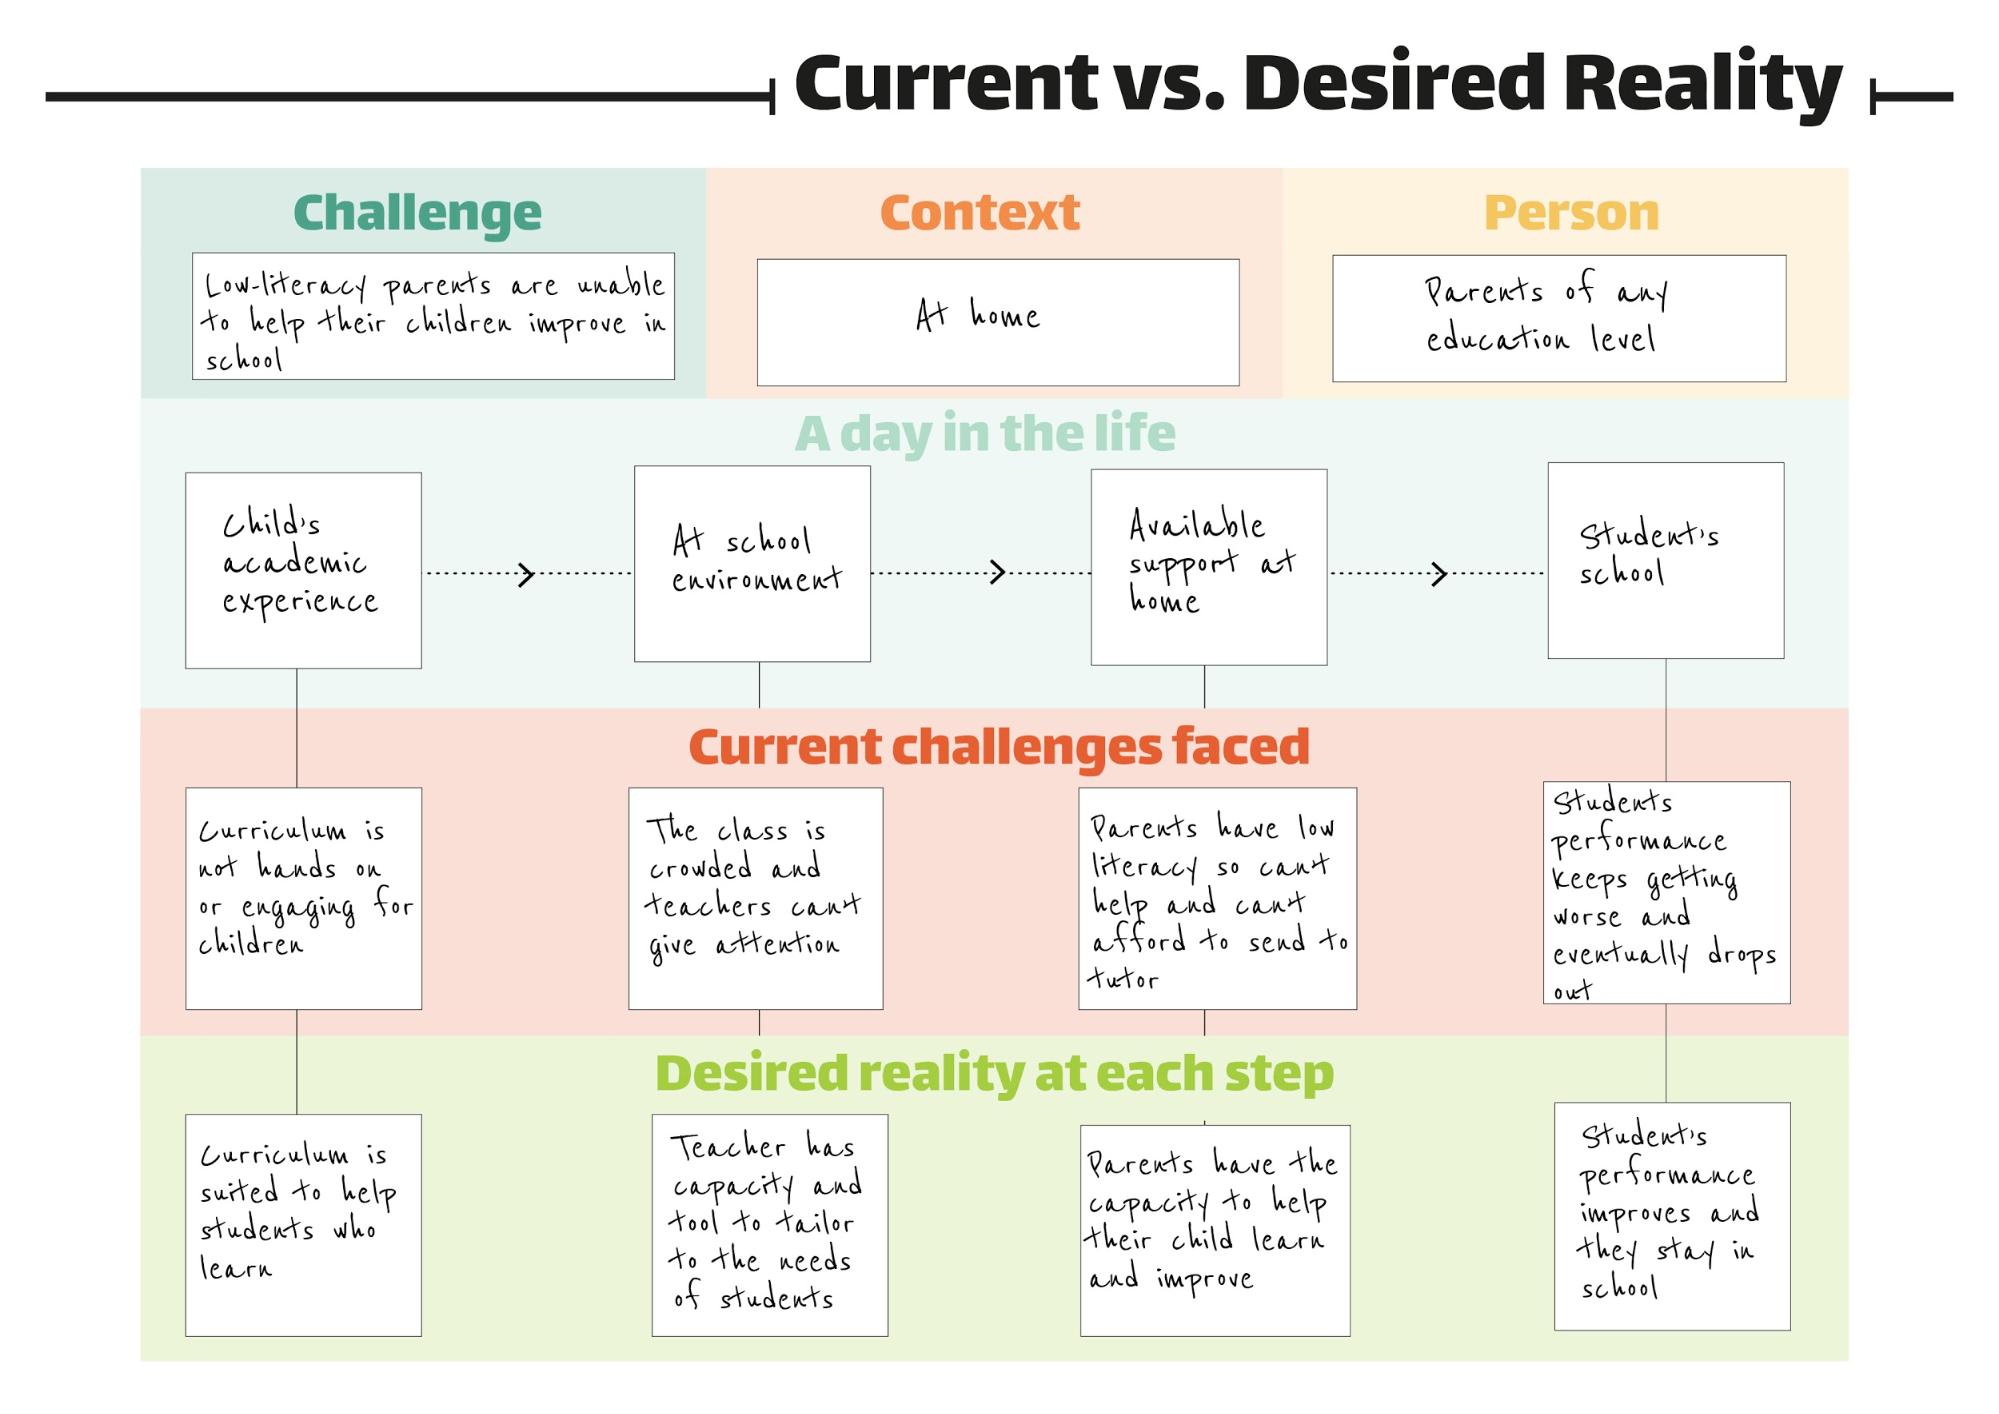 Current vs. Desired Reality
Challenge
Low-literacy parents are unable
to help their children improve in
school
Context
At home
Person
Parents of any
education level
A day in the life
Child's
academic
experience
At school
environment
Available
support at
home
Student's
school
Current challenges faced
Curriculum is
not hands on
or engaging for
children
The class is
crowded and
teachers can't
give attention
Parents have low
literacy so can't
help and can't
afford to send to
tutor
Students
performance
keeps getting
worse and
eventually drops
out
Desired reality at each step
Curriculum is
suited to help
students who
learn
Teacher has
capacity and
tool to tailor
to the needs
of students
Parents have the
capacity to help
their child learn
and improve
Student's
performance
improves and
they stay in
school